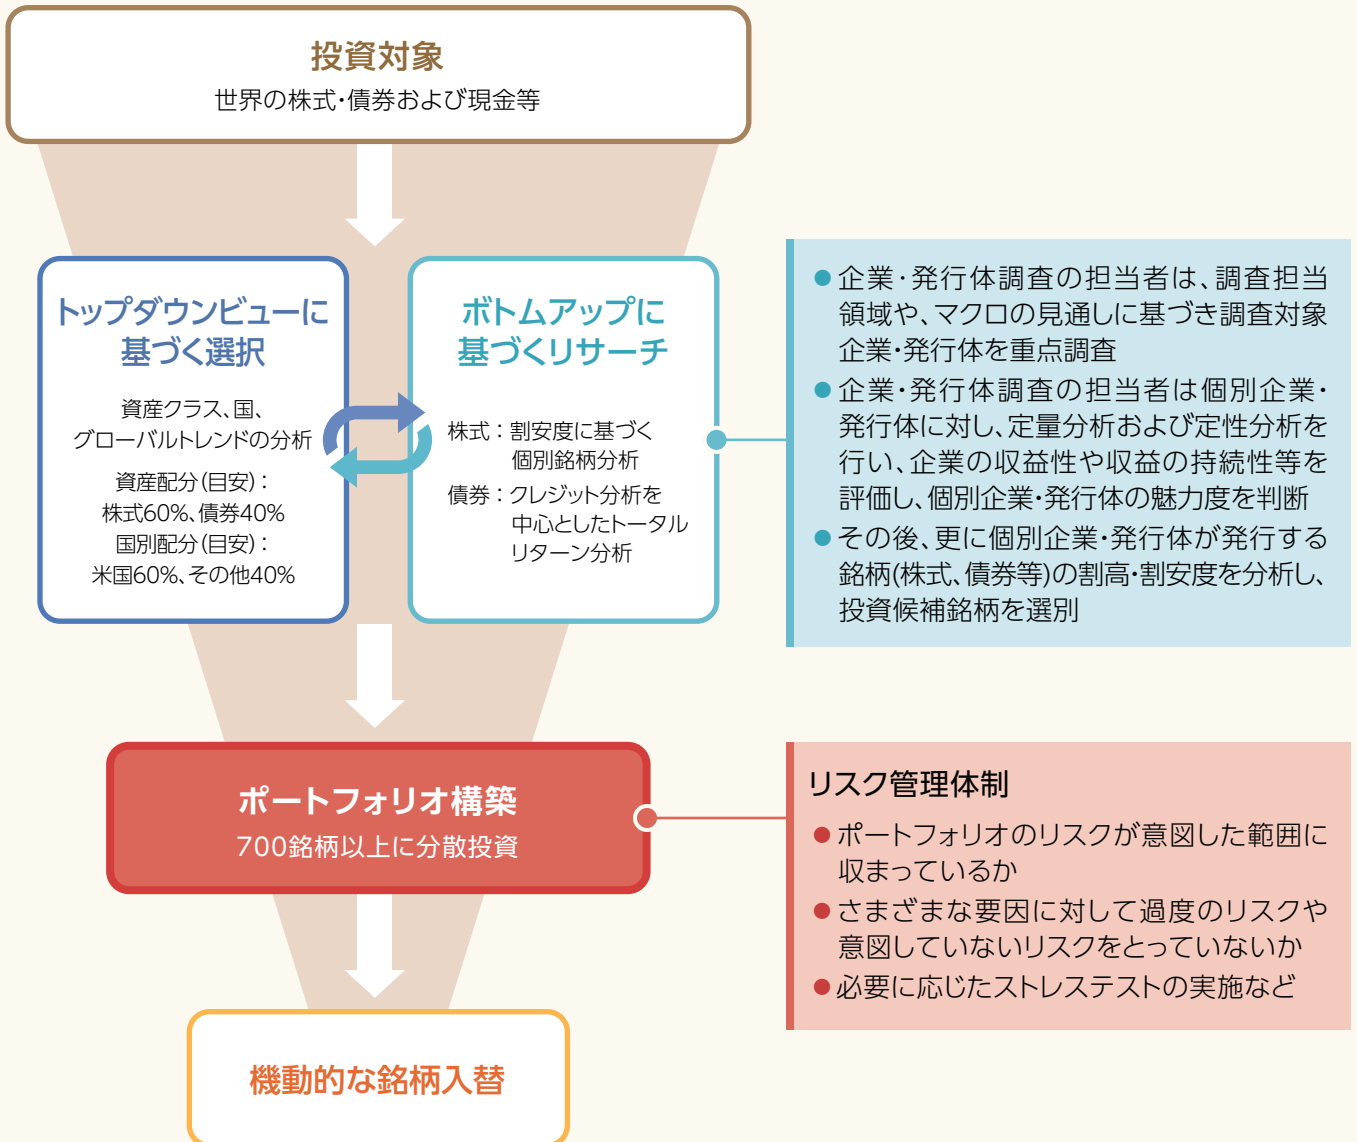 投資対象
世界の株式・債券および現金等
トップダウンビューに
基づく選択
資産クラス、国、
グローバルトレンドの分析
資産配分(目安)：
株式60%、債券40%
国別配分(目安)：
米国60%、その他40%
ボトムアップに
基づくリサーチ
株式：割安度に基づく
個別銘柄分析
債券：クレジット分析を
中心としたトータル
リターン分析
●企業・発行体調査の担当者は、調査担当
領域や、マクロの見通しに基づき調査対象
企業・発行体を重点調査
●企業・発行体調査の担当者は個別企業・
発行体に対し、定量分析および定性分析を
行い、企業の収益性や収益の持続性等を
評価し、個別企業・発行体の魅力度を判断
●その後、更に個別企業・発行体が発行する
銘柄(株式、債券等)の割高・割安度を分析し、
投資候補銘柄を選別
ポートフォリオ構築
700銘柄以上に分散投資
リスク管理体制
●ポートフォリオのリスクが意図した範囲に
収まっているか
●さまざまな要因に対して過度のリスクや
意図していないリスクをとっていないか
●必要に応じたストレステストの実施など
機動的な銘柄入替